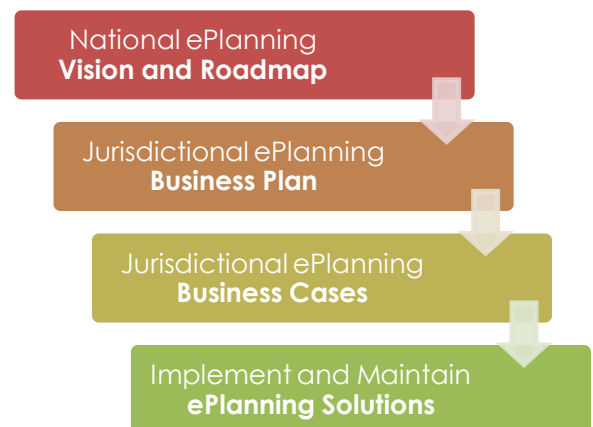 National ePlanning
Vision and Roadmap
Jurisdictional ePlanning
Business Plan
Jurisdictional ePlanning
Business Cases
Implement and Maintain
ePlanning Solutions